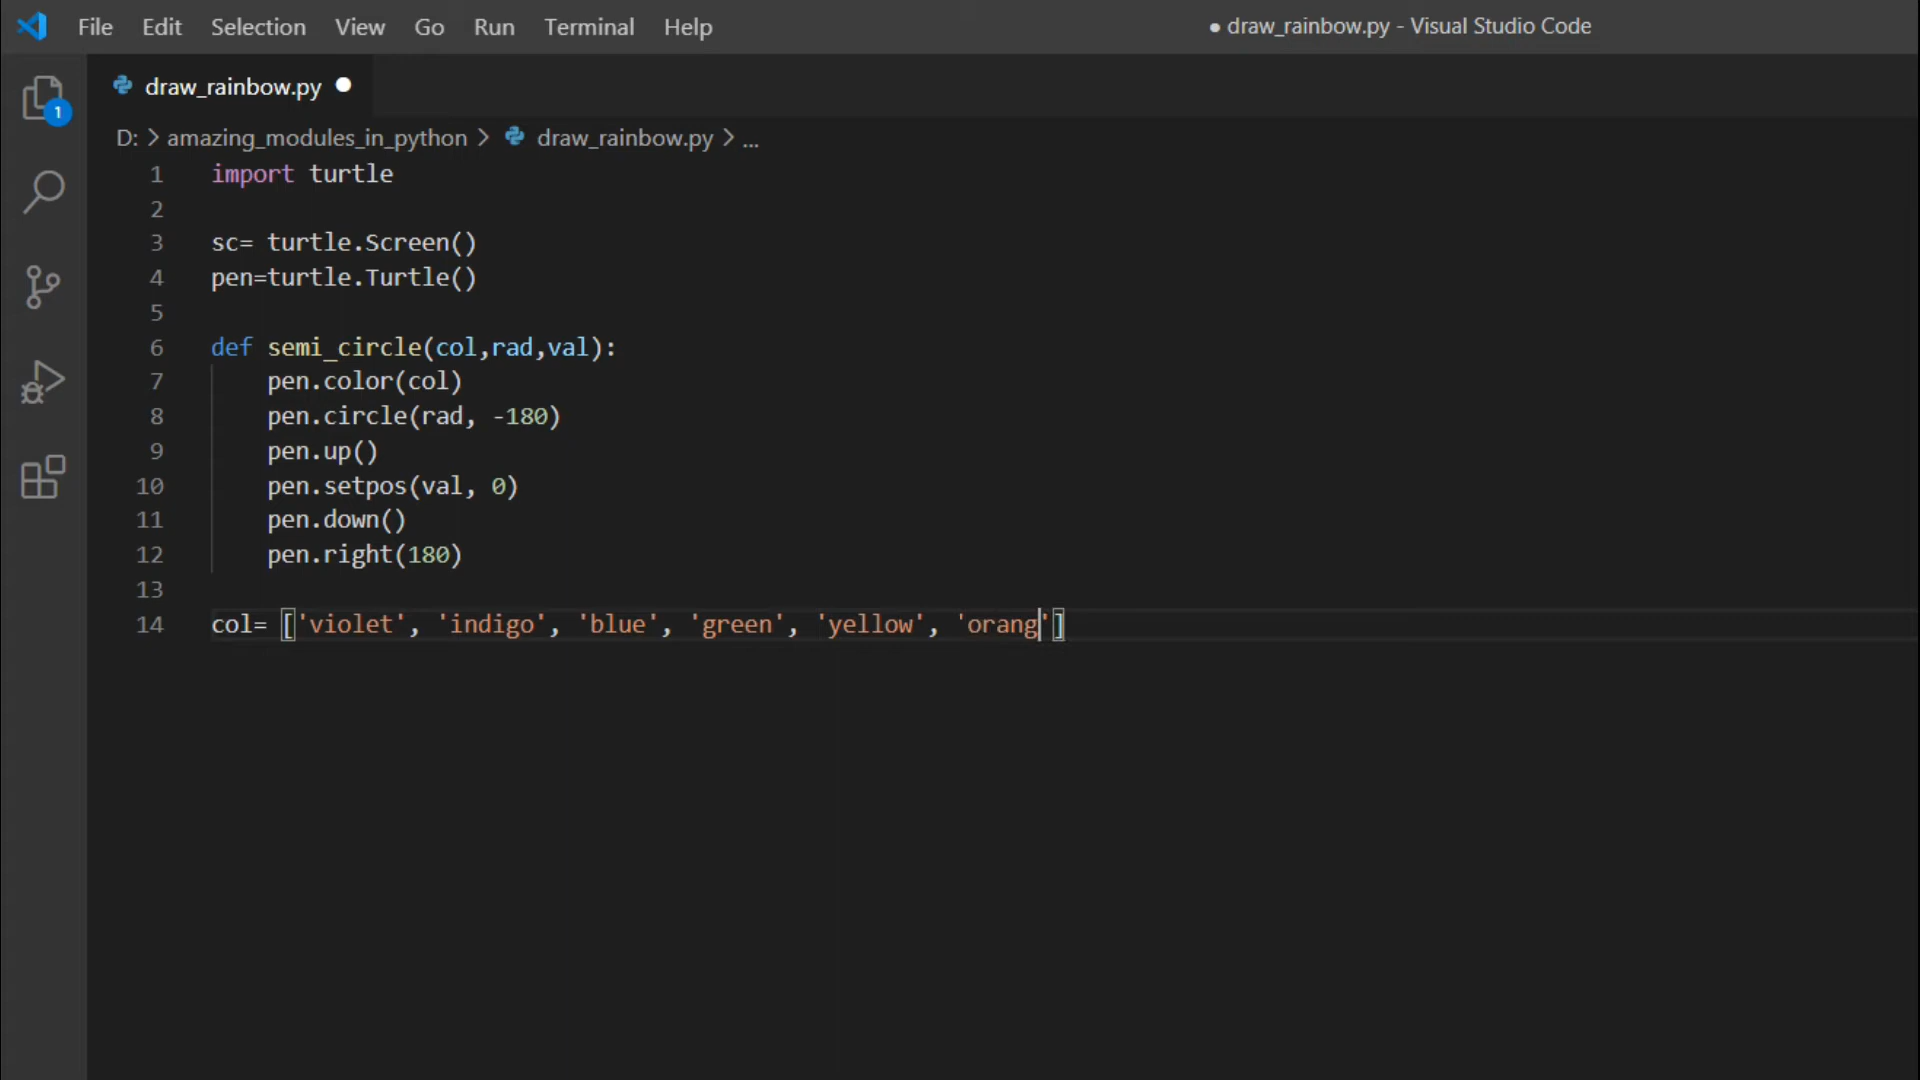 File Edit Selection View Go Run Terminal Help ● draw_rainbow.py - Visual Studio Code
draw_rainbow.py ●
1
D: > amazing_modules_in_python > draw_rainbow.py > ...
1 import turtle
2
3 sc= turtle.Screen()
4 pen=turtle.Turtle()
5
6 def semi_circle(col,rad,val):
7     pen.color(col)
8     pen.circle(rad, -180)
9     pen.up()
10     pen.setpos(val, 0)
11     pen.down()
12     pen.right(180)
13
14 col= ['violet', 'indigo', 'blue', 'green', 'yellow', 'orang']